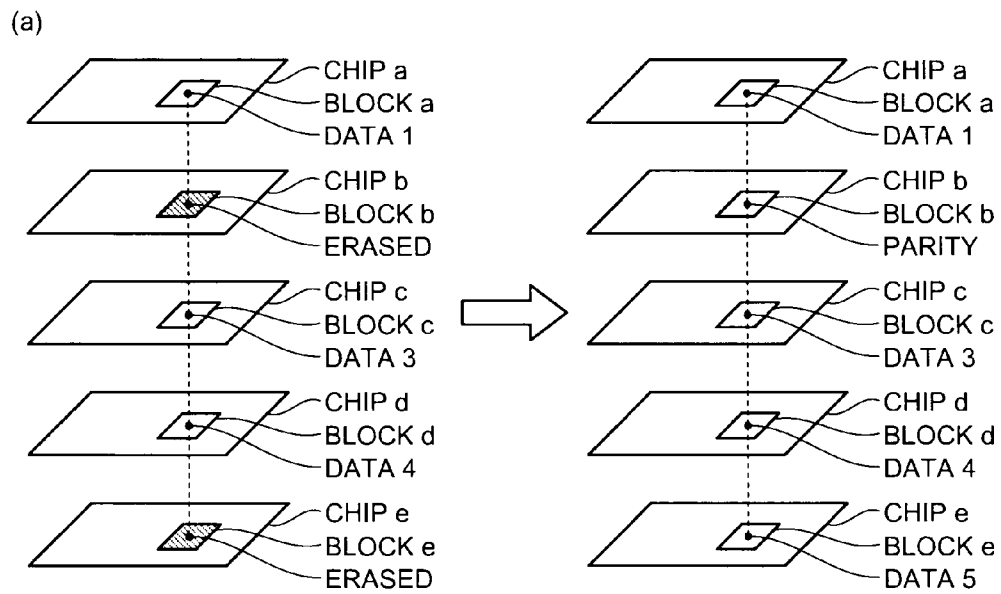 (a)
CHIP a
BLOCK a
DATA 1
CHIP b
BLOCK b
ERASED
CHIP c
BLOCK c
DATA 3
CHIP d
BLOCK d
DATA 4
CHIP e
BLOCK e
ERASED
CHIP a
BLOCK a
DATA 1
CHIP b
BLOCK b
PARITY
CHIP c
BLOCK c
DATA 3
CHIP d
BLOCK d
DATA 4
CHIP e
BLOCK e
DATA 5